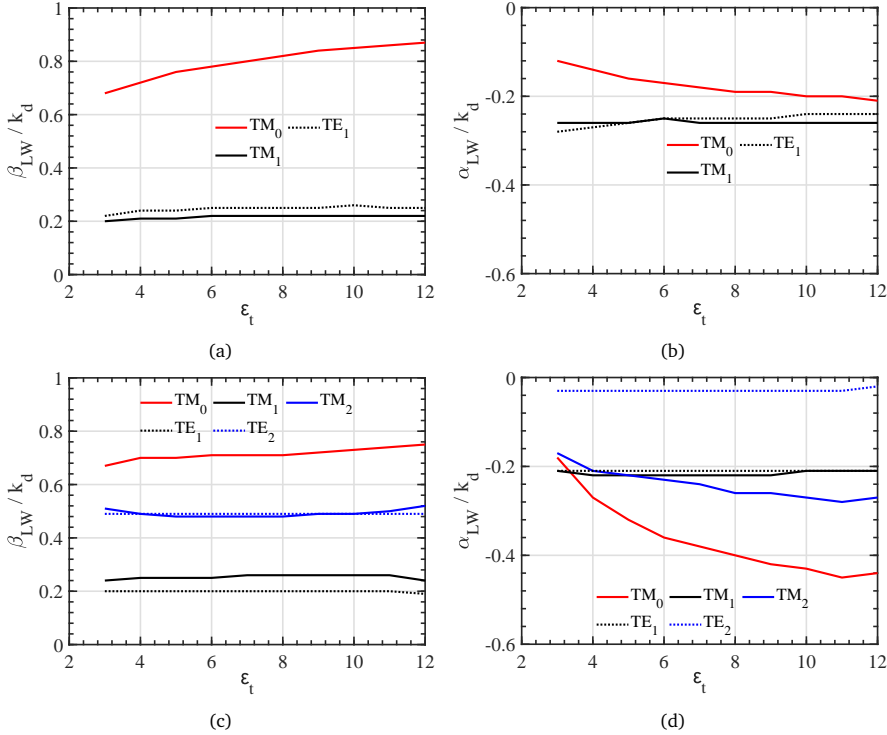 1
0.8
0.6
0.4
0.2
0
β_LW / k_d
TM_0 TE_1
TM_1
2 4 6 8 10 12
ε_t
(a)
0
-0.2
-0.4
-0.6
α_LW / k_d
TM_0 TE_1
TM_1
2 4 6 8 10 12
ε_t
(b)
1
0.8
0.6
0.4
0.2
0
β_LW / k_d
TM_0 TM_1 TM_2
TE_1 TE_2
2 4 6 8 10 12
ε_t
(c)
0
-0.2
-0.4
-0.6
α_LW / k_d
TM_0 TM_1 TM_2
TE_1 TE_2
2 4 6 8 10 12
ε_t
(d)